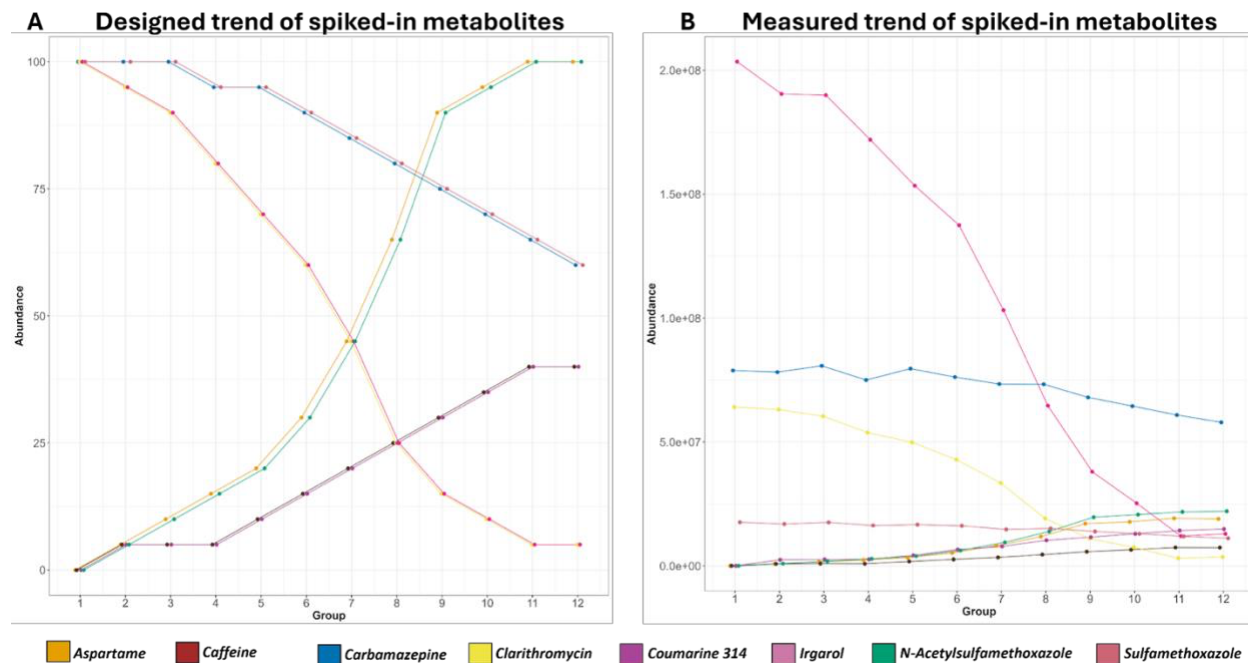 A Designed trend of spiked-in metabolites
100
75
50
25
0
Abundance
1 2 3 4 5 6 7 8 9 10 11 12
Group
B Measured trend of spiked-in metabolites
2.0e+08
1.5e+08
1.0e+08
5.0e+07
0.0e+00
Abundance
1 2 3 4 5 6 7 8 9 10 11 12
Group
Aspartame Caffeine Carbamazepine Clarithromycin Coumarine 314 Irgarol N-Acetylsulfamethoxazole Sulfamethoxazole